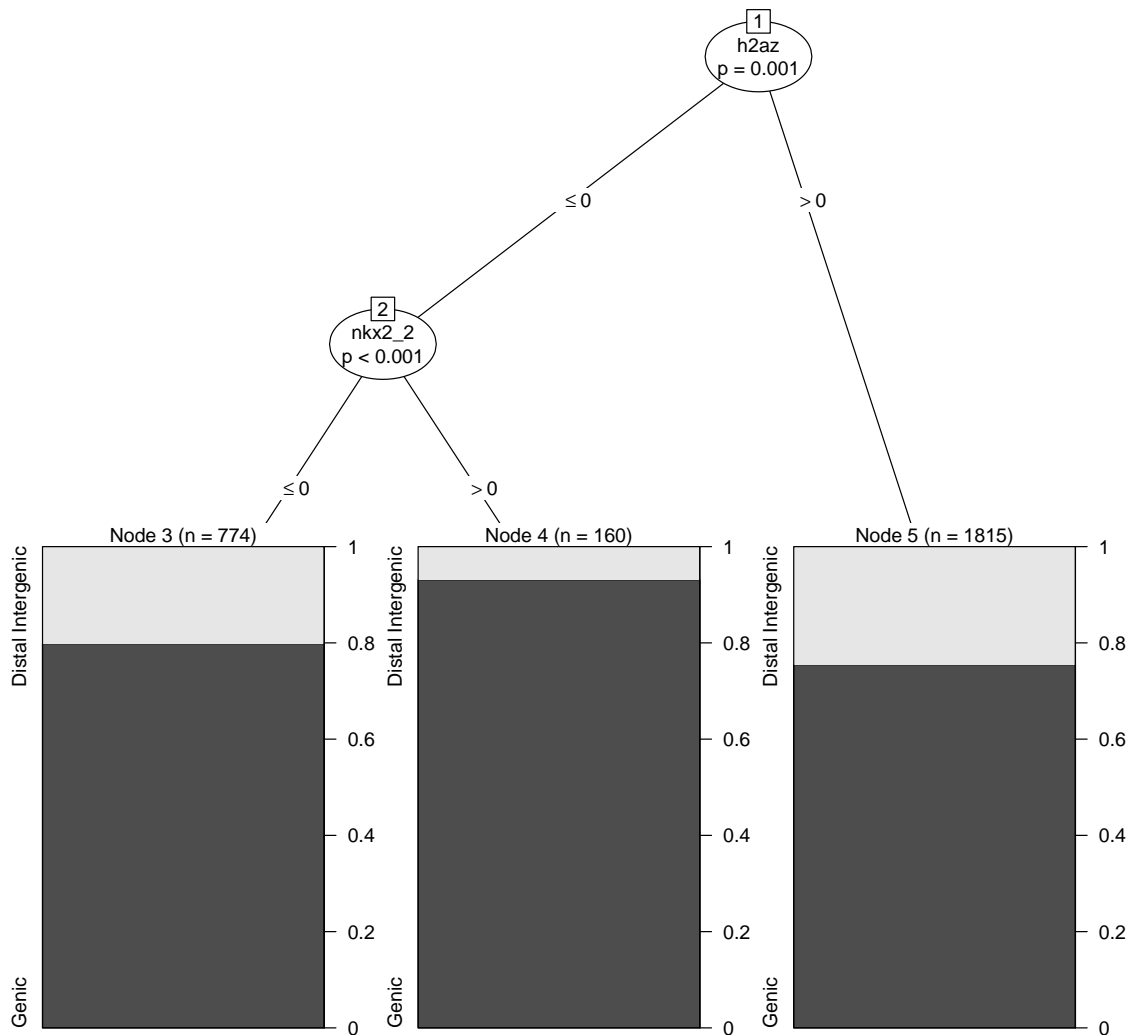 1
h2az
p = 0.001
≤ 0
> 0
2
nkx2_2
p < 0.001
≤ 0
> 0
Node 3 (n = 774)
Genic
Distal Intergenic
0
0.2
0.4
0.6
0.8
1
Node 4 (n = 160)
Genic
Distal Intergenic
0
0.2
0.4
0.6
0.8
1
Node 5 (n = 1815)
Genic
Distal Intergenic
0
0.2
0.4
0.6
0.8
1